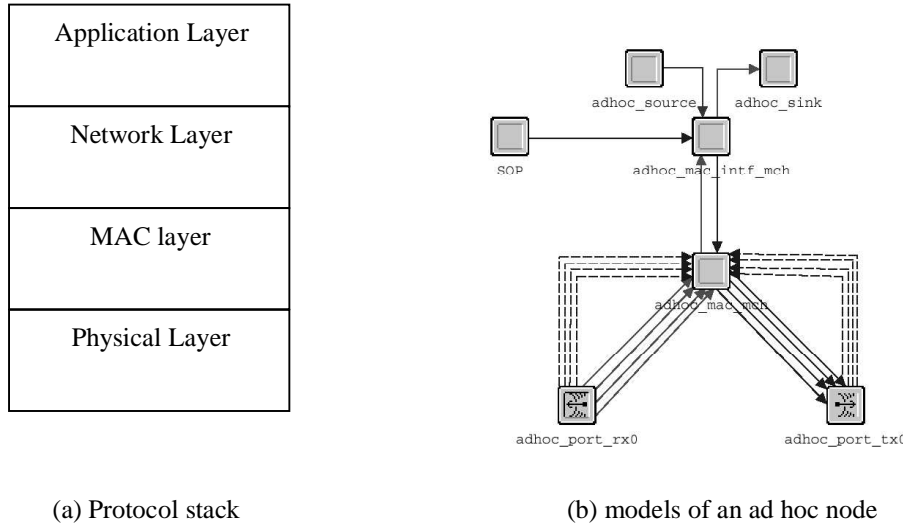 Application Layer
Network Layer
MAC layer
Physical Layer
adhoc_source
adhoc_sink
SOP
adhoc_mac_intf_mch
adhoc_mac_mch
adhoc_port_rx0
adhoc_port_tx0
(a) Protocol stack
(b) models of an ad hoc node